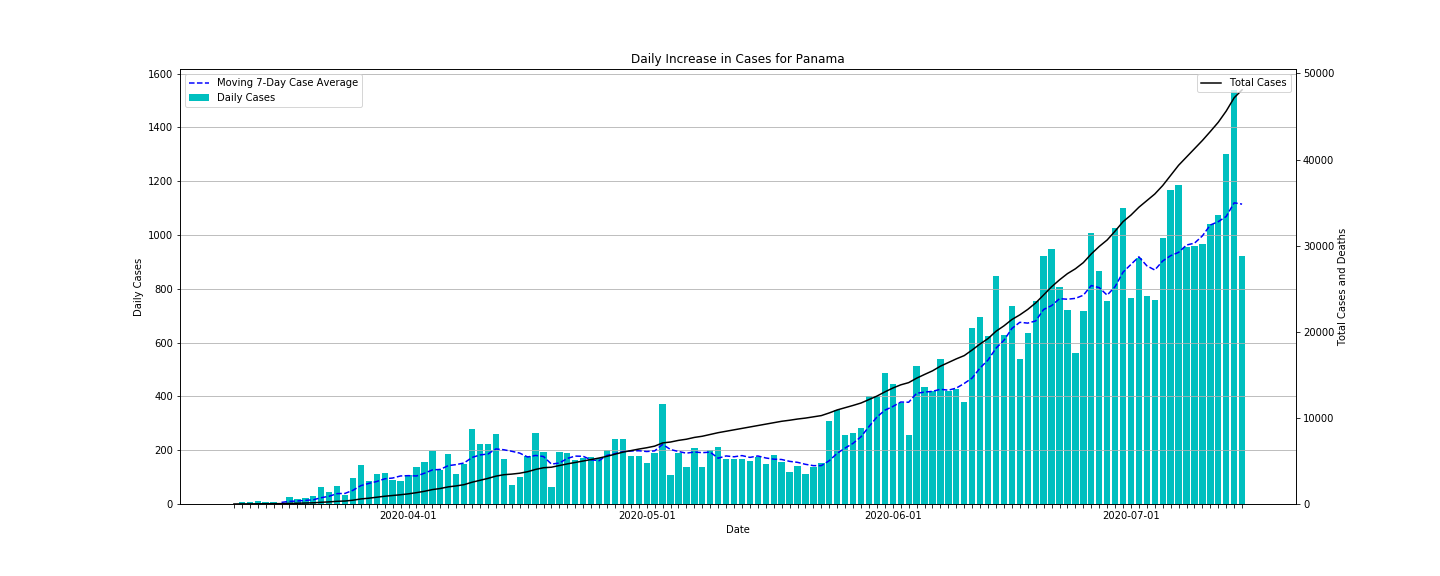 Daily Increase in Cases for Panama
Moving 7-Day Case Average
Daily Cases
Total Cases
1600
1400
1200
1000
800
600
400
200
0
Daily Cases
50000
40000
30000
20000
10000
0
Total Cases and Deaths
2020-04-01
2020-05-01
2020-06-01
2020-07-01
Date